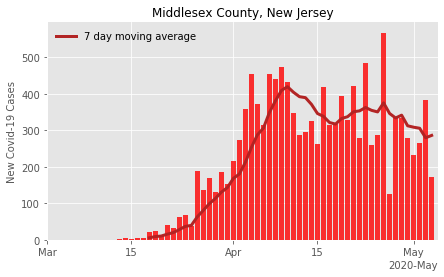 Middlesex County, New Jersey
7 day moving average
New Covid-19 Cases
500
400
300
200
100
0
Mar
15
Apr
15
May
2020-May